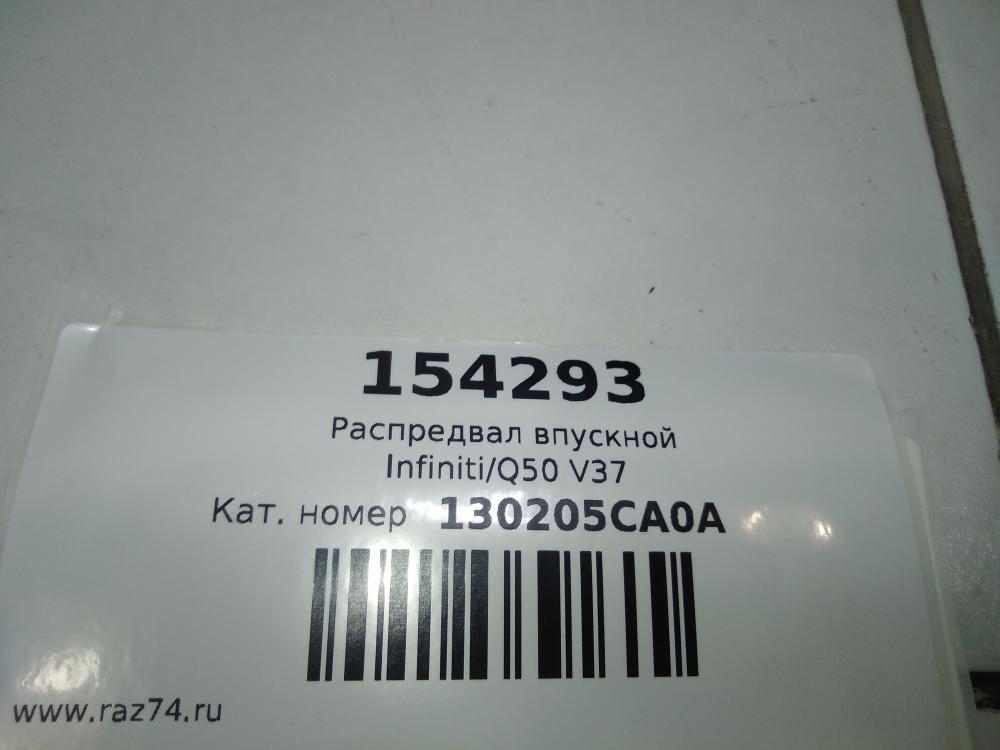 154293
Распредвал впускной
Infiniti/Q50 V37
Кат. номер 130205CA0A
www.raz74.ru